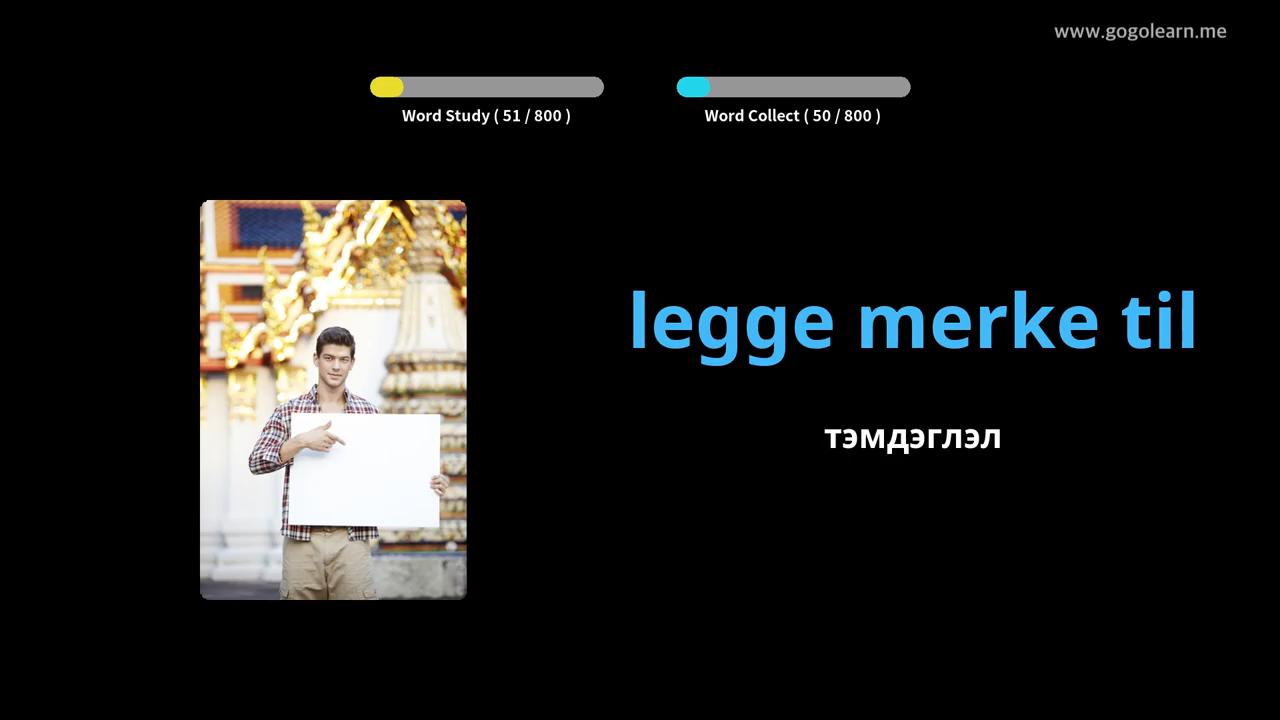 www.gogolearn.me
Word Study ( 51 / 800 )
Word Collect ( 50 / 800 )
legge merke til
тэмдэглэл